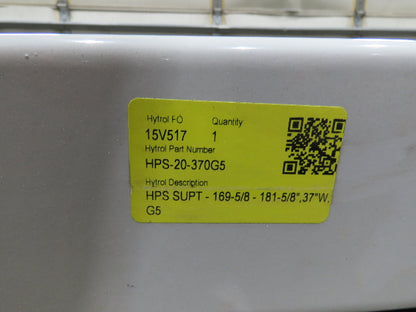 Hytrol FO Quantity
15V517 1
Hytrol Part Number
HPS-20-370G5
Hytrol Description
HPS SUPT - 169-5/8 - 181-5/8",37"W,
G5